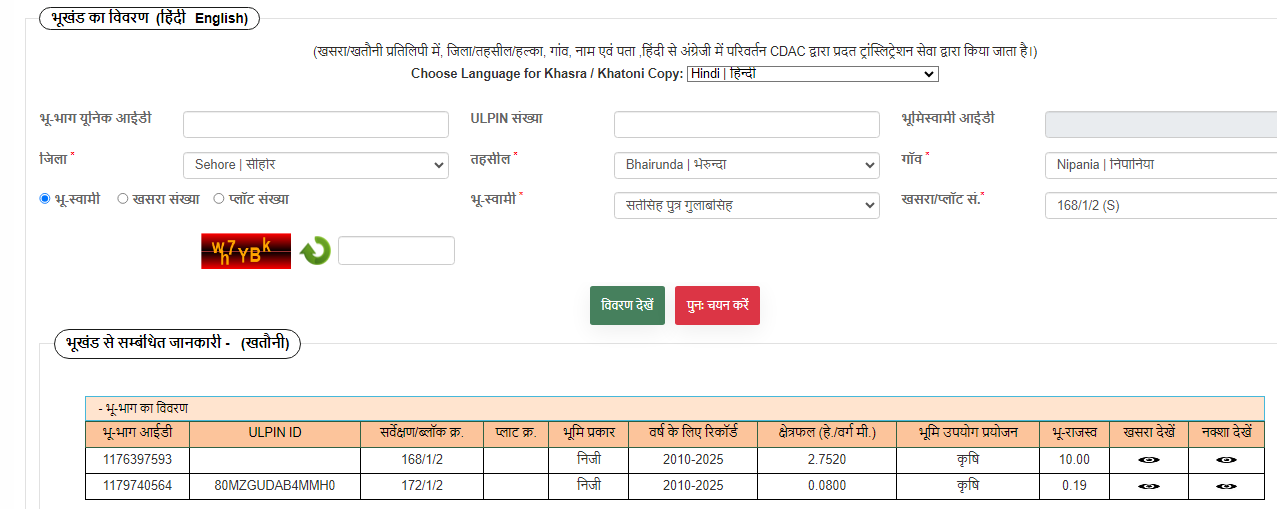 भूखंड का विवरण (हिंदी English)
(खसरा/खतौनी प्रतिलिपी में, जिला/तहसील/हल्का, गांव, नाम एवं पता ,हिंदी से अंग्रेजी में परिवर्तन CDAC द्वारा प्रदत ट्रांस्लिट्रेशन सेवा द्वारा किया जाता है।)
Choose Language for Khasra / Khatoni Copy: Hindi | हिन्दी
भू-भाग यूनिक आईडी ULPIN संख्या भूमिस्वामी आईडी
जिला * Sehore | सीहोर तहसील * Bhairunda | भेरुन्दा गाँव * Nipania | निपानिया
भू-स्वामी खसरा संख्या प्लॉट संख्या भू-स्वामी * सतीसिह पुत्र गुलाबसिह खसरा/प्लॉट सं.* 168/1/2 (S)
wh7YBk
विवरण देखें पुनः चयन करें
भूखंड से सम्बंधित जानकारी - (खतौनी)
- भू-भाग का विवरण
भू-भाग आईडी ULPIN ID सर्वेक्षण/ब्लॉक क्र. प्लाट क्र. भूमि प्रकार वर्ष के लिए रिकॉर्ड क्षेत्रफल (हे./वर्ग मी.) भूमि उपयोग प्रयोजन भू-राजस्व खसरा देखें नक्शा देखें
1176397593 168/1/2 निजी 2010-2025 2.7520 कृषि 10.00
1179740564 80MZGUDAB4MMH0 172/1/2 निजी 2010-2025 0.0800 कृषि 0.19